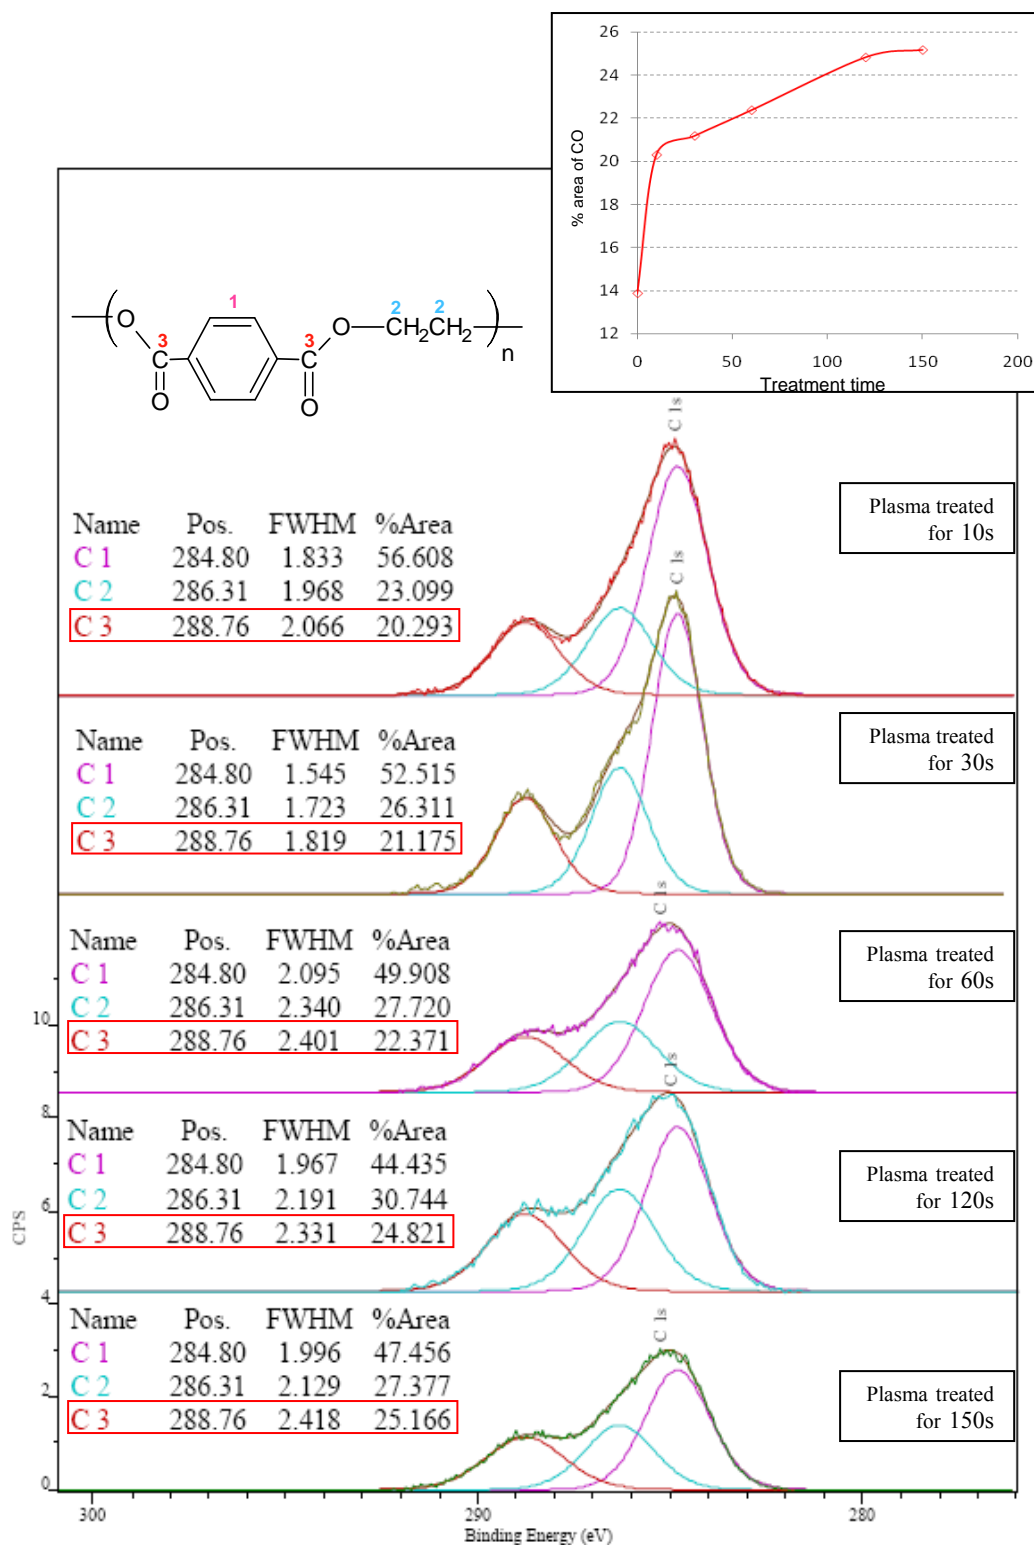 26
24
22
20
18
16
14
12
% area of CO
0 50 100 150 200
Treatment time
1
2 2
O
3
C
O
3
C
O
O
CH2CH2
n
C 1s
Plasma treated
for 10s
Name Pos. FWHM %Area
C 1 284.80 1.833 56.608
C 2 286.31 1.968 23.099
C 3 288.76 2.066 20.293
C 1s
Plasma treated
for 30s
Name Pos. FWHM %Area
C 1 284.80 1.545 52.515
C 2 286.31 1.723 26.311
C 3 288.76 1.819 21.175
C 1s
Plasma treated
for 60s
Name Pos. FWHM %Area
C 1 284.80 2.095 49.908
C 2 286.31 2.340 27.720
C 3 288.76 2.401 22.371
C 1s
Plasma treated
for 120s
Name Pos. FWHM %Area
C 1 284.80 1.967 44.435
C 2 286.31 2.191 30.744
C 3 288.76 2.331 24.821
C 1s
Plasma treated
for 150s
Name Pos. FWHM %Area
C 1 284.80 1.996 47.456
C 2 286.31 2.129 27.377
C 3 288.76 2.418 25.166
10
8
6
4
2
0
CPS
300 290 280
Binding Energy (eV)